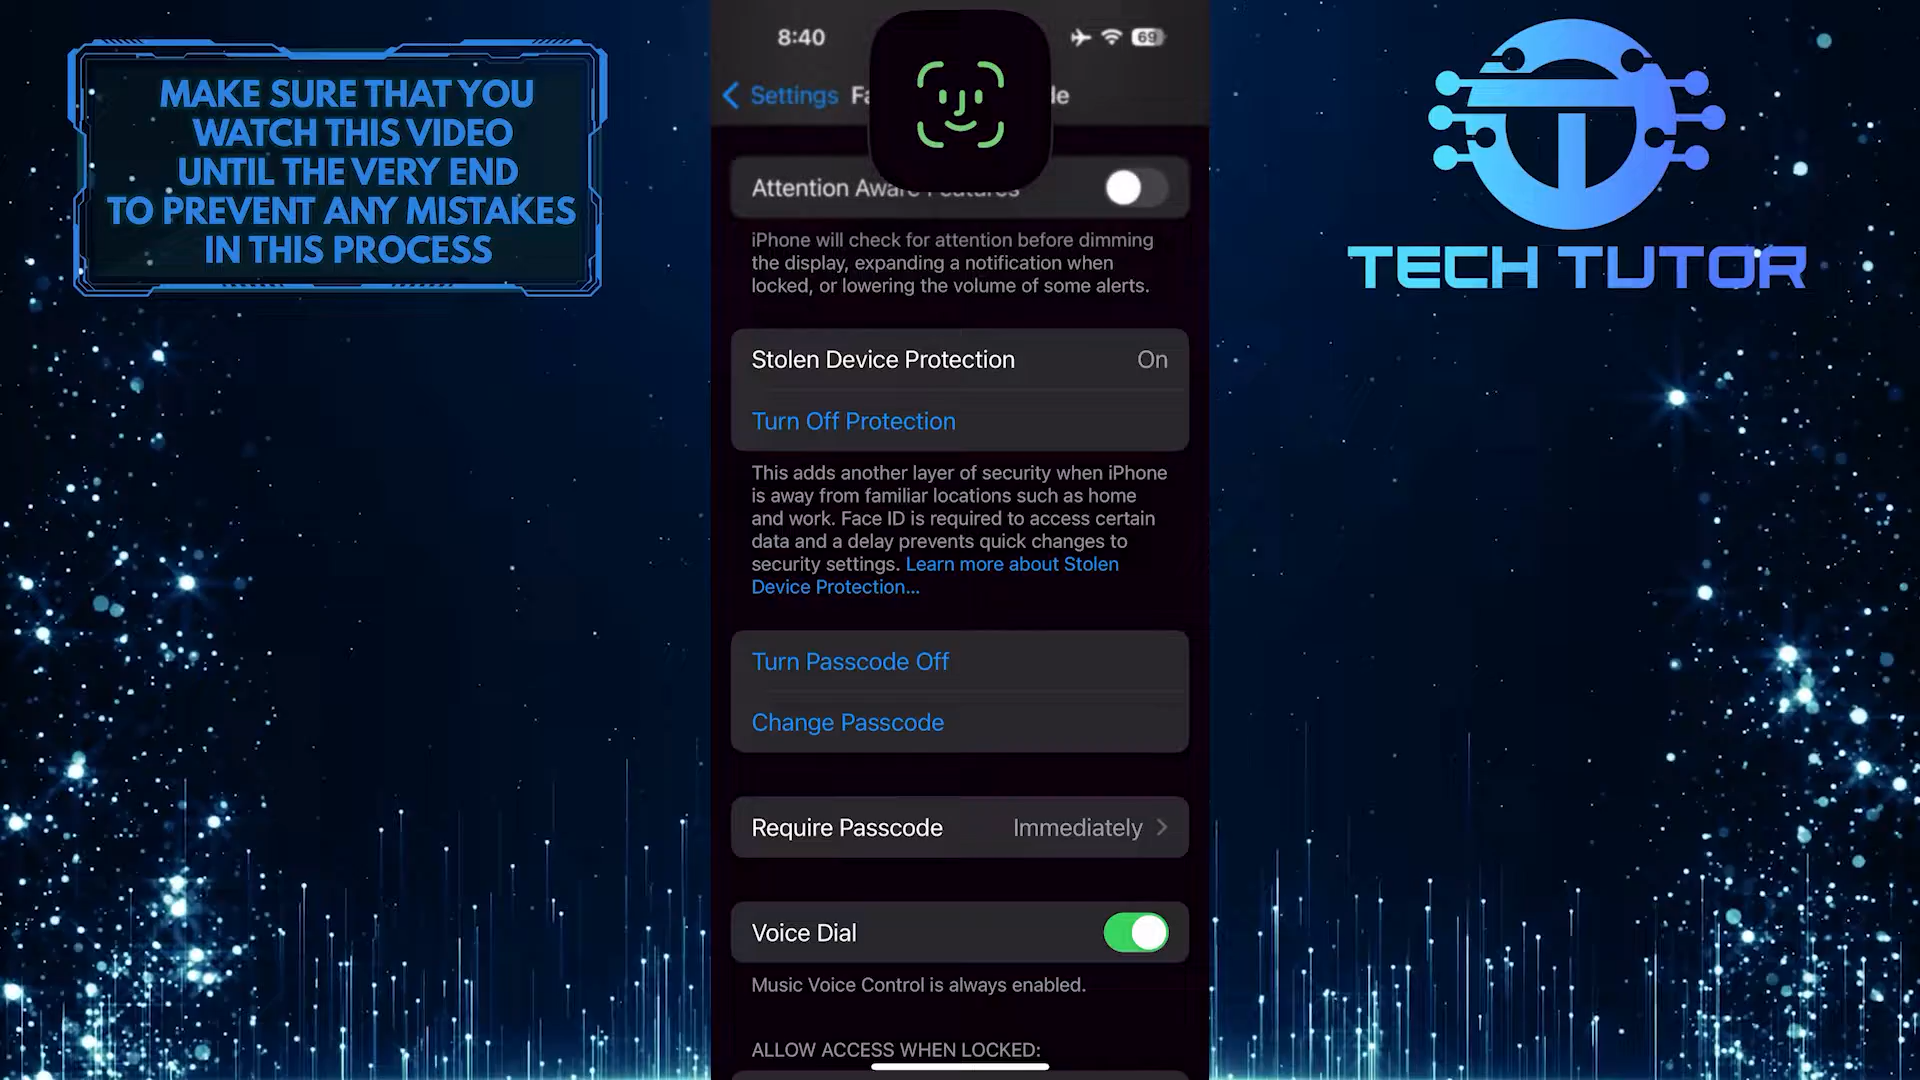 MAKE SURE THAT YOU
WATCH THIS VIDEO
UNTIL THE VERY END
TO PREVENT ANY MISTAKES
IN THIS PROCESS
8:40
69
Settings
Attention Aware Features
iPhone will check for attention before dimming
the display, expanding a notification when
locked, or lowering the volume of some alerts.
Stolen Device Protection On
Turn Off Protection
This adds another layer of security when iPhone
is away from familiar locations such as home
and work. Face ID is required to access certain
data and a delay prevents quick changes to
security settings. Learn more about Stolen
Device Protection...
Turn Passcode Off
Change Passcode
Require Passcode Immediately
Voice Dial
Music Voice Control is always enabled.
ALLOW ACCESS WHEN LOCKED:
TECH TUTOR